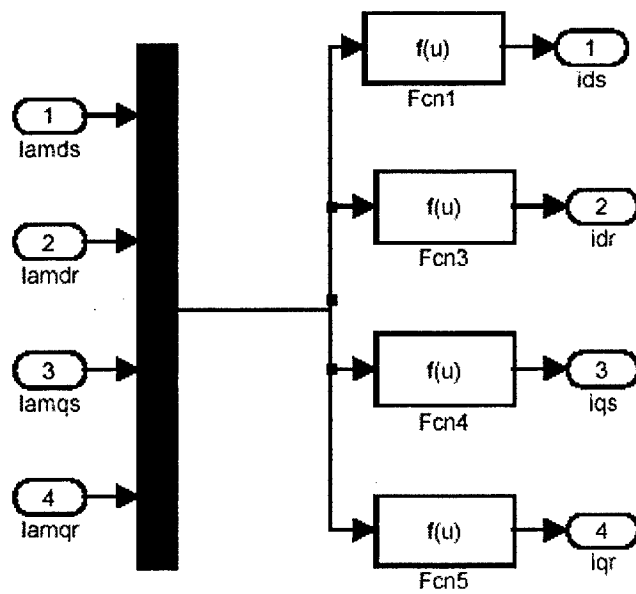 1
lamds
2
lamdr
3
lamqs
4
lamqr
f(u)
Fcn1
1
ids
f(u)
Fcn3
2
idr
f(u)
Fcn4
3
iqs
f(u)
Fcn5
4
iqr